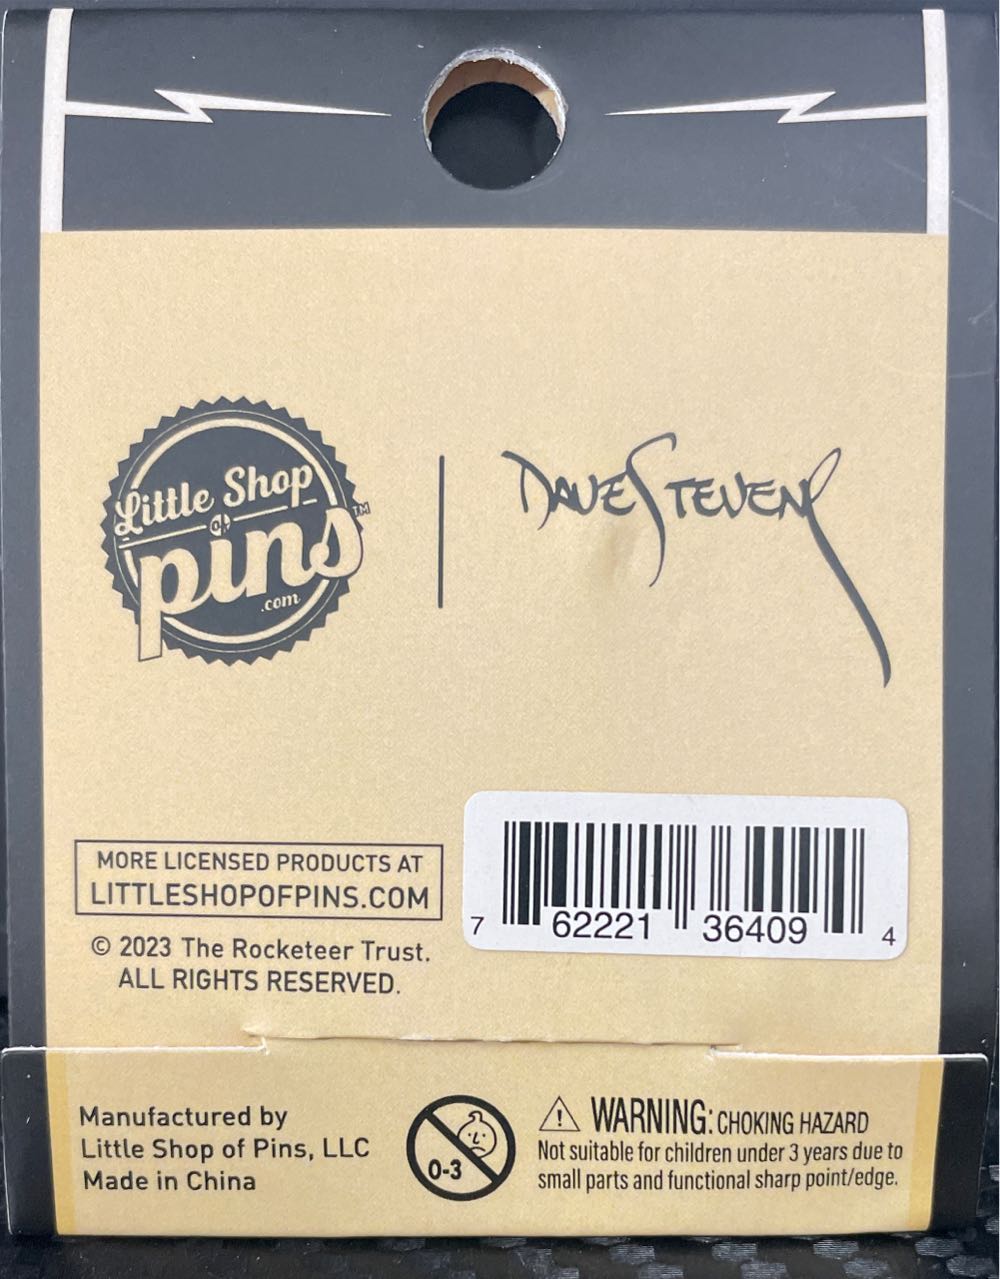 Little Shop
of
pins™
.com
DAVE STEVENS
MORE LICENSED PRODUCTS AT
LITTLESHOPOFPINS.COM
© 2023 The Rocketeer Trust.
ALL RIGHTS RESERVED.
7 62221 36409 4
Manufactured by
Little Shop of Pins, LLC
Made in China
0-3
WARNING: CHOKING HAZARD
Not suitable for children under 3 years due to
small parts and functional sharp point/edge.